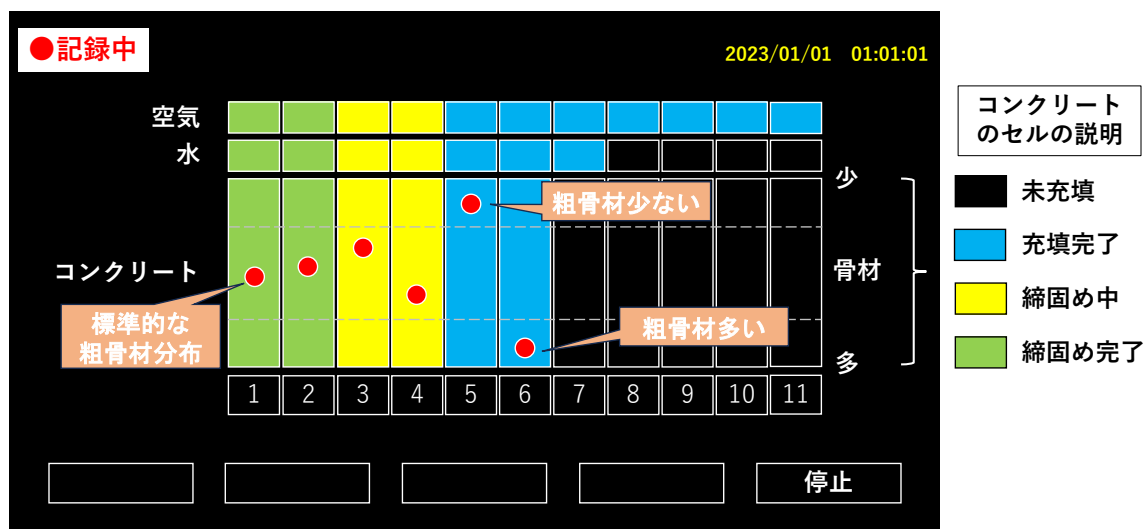 ●記録中
2023/01/01 01:01:01
空気
水
コンクリート
標準的な
粗骨材分布
粗骨材少ない
粗骨材多い
少
骨材
多
1 2 3 4 5 6 7 8 9 10 11
停止
コンクリート
のセルの説明
未充填
充填完了
締固め中
締固め完了